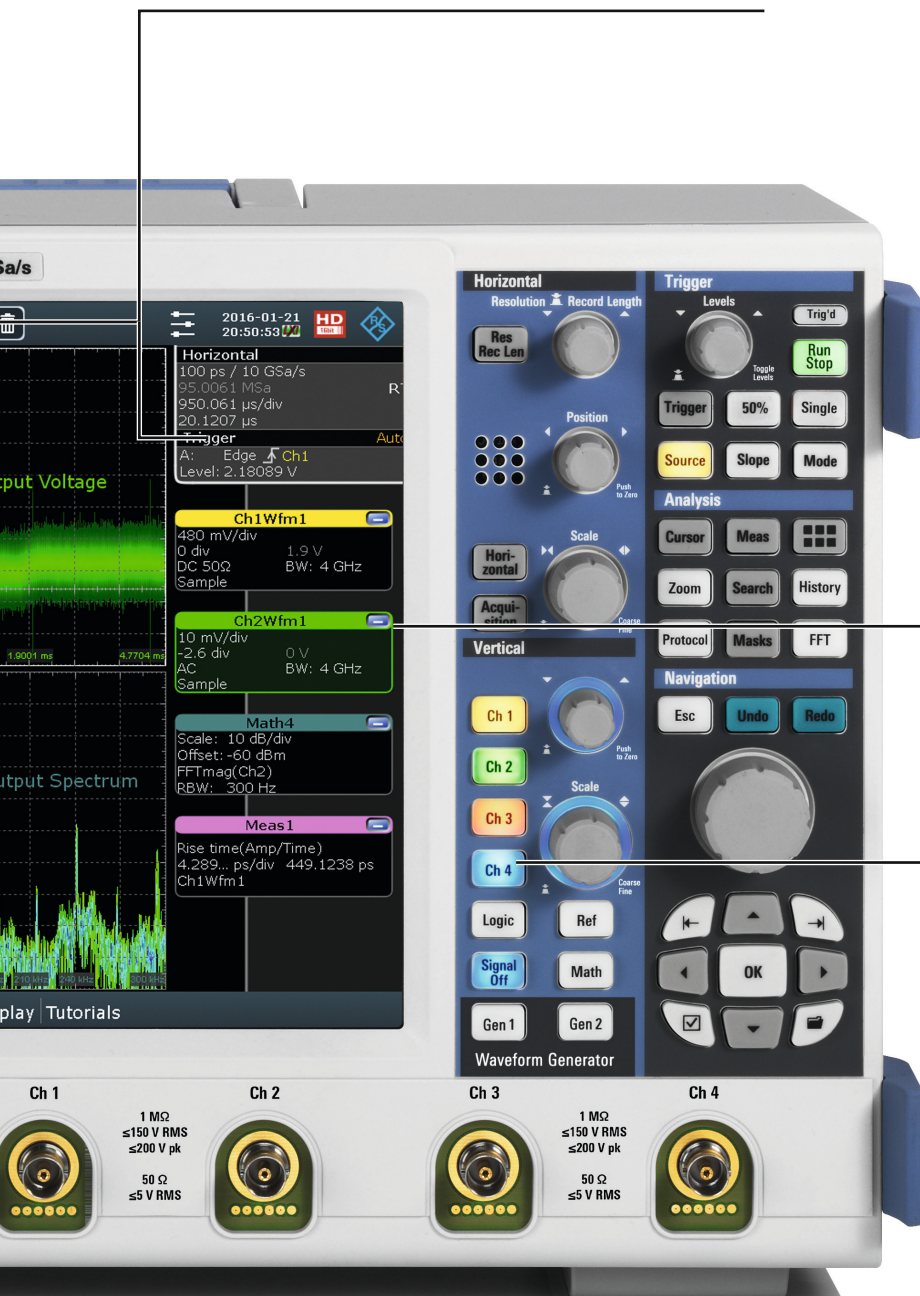 Sa/s
2016-01-21
20:50:53
HD
16bit
R&S
Horizontal
100 ps / 10 GSa/s
95.0061 MSa
950.061 µs/div
20.1207 µs
Trigger
Auto
A: Edge Ch1
Level: 2.18089 V
tput Voltage
1.9001 ms
4.7704 ms
Ch1Wfm1
480 mV/div
0 div 1.9 V
DC 50Ω BW: 4 GHz
Sample
Ch2Wfm1
10 mV/div
-2.6 div 0 V
AC BW: 4 GHz
Sample
Math4
Scale: 10 dB/div
Offset: -60 dBm
FFTmag(Ch2)
RBW: 300 Hz
Meas1
Rise time(Amp/Time)
4.289... ps/div 449.1238 ps
Ch1Wfm1
utput Spectrum
210 kHz
240 kHz
300 kHz
play Tutorials
Horizontal
Resolution Record Length
Res
Rec Len
Position
Push
to Zero
Scale
Hori-
zontal
Acqui-
sition
Coarse
Fine
Vertical
Ch 1
Push
to Zero
Ch 2
Scale
Ch 3
Ch 4
Coarse
Fine
Logic
Ref
Signal
Off
Math
Gen 1
Gen 2
Waveform Generator
Trigger
Levels
Trig'd
Run
Stop
Toggle
Levels
Trigger
50%
Single
Source
Slope
Mode
Analysis
Cursor
Meas
Zoom
Search
History
Protocol
Masks
FFT
Navigation
Esc
Undo
Redo
OK
Ch 1
1 MΩ
≤150 V RMS
≤200 V pk
50 Ω
≤5 V RMS
Ch 2
Ch 3
1 MΩ
≤150 V RMS
≤200 V pk
50 Ω
≤5 V RMS
Ch 4